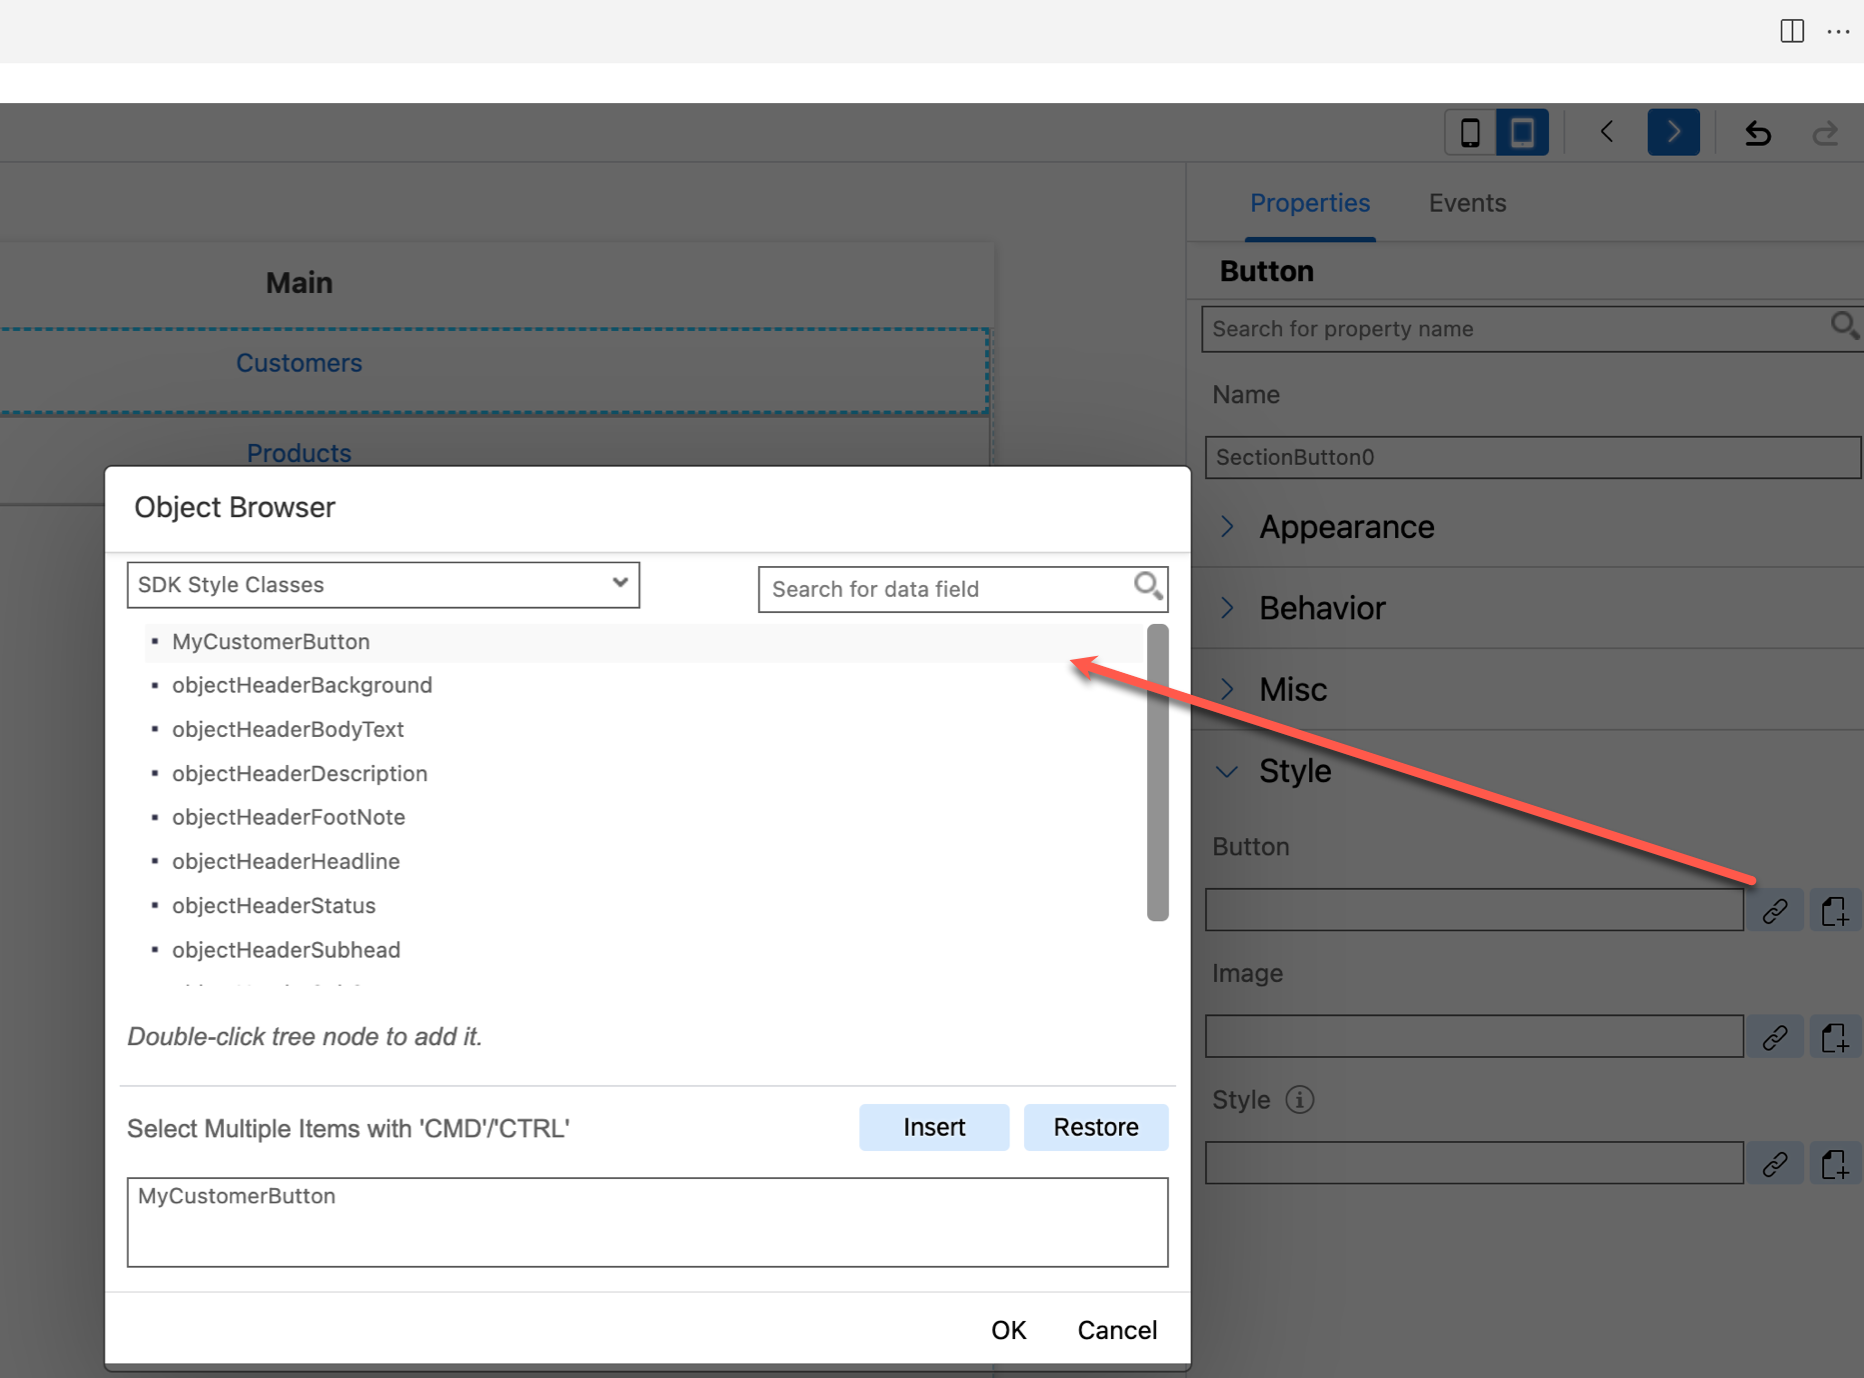 Properties
Events
Main
Button
Search for property name
Customers
Name
Products
SectionButton0
Object Browser
Appearance
SDK Style Classes
Search for data field
Behavior
MyCustomerButton
objectHeaderBackground
Misc
objectHeaderBodyText
objectHeaderDescription
Style
objectHeaderFootNote
Button
objectHeaderHeadline
objectHeaderStatus
objectHeaderSubhead
Image
Double-click tree node to add it.
Style
Select Multiple Items with 'CMD'/'CTRL'
Insert
Restore
MyCustomerButton
OK
Cancel